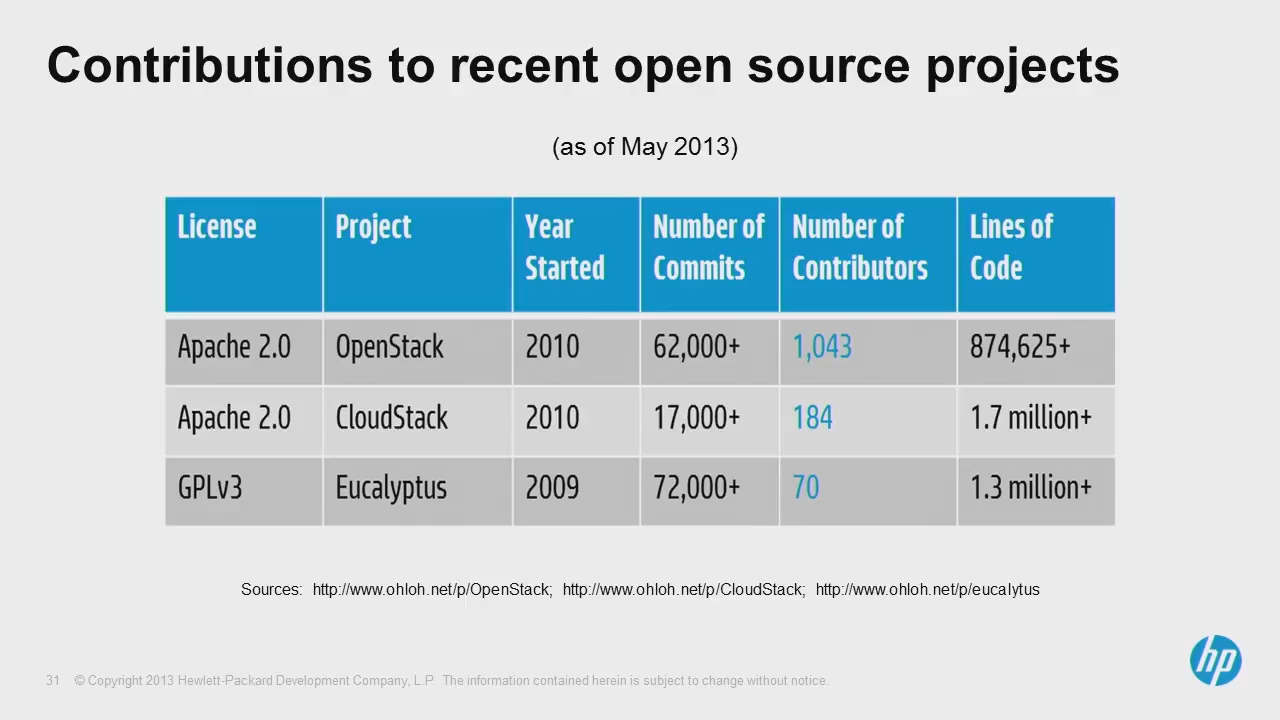 Contributions to recent open source projects
(as of May 2013)
License Project Year Started Number of Commits Number of Contributors Lines of Code
Apache 2.0 OpenStack 2010 62,000+ 1,043 874,625+
Apache 2.0 CloudStack 2010 17,000+ 184 1.7 million+
GPLv3 Eucalyptus 2009 72,000+ 70 1.3 million+
Sources: http://www.ohloh.net/p/OpenStack; http://www.ohloh.net/p/CloudStack; http://www.ohloh.net/p/eucalytus
hp
31 © Copyright 2013 Hewlett-Packard Development Company, L.P. The information contained herein is subject to change without notice.